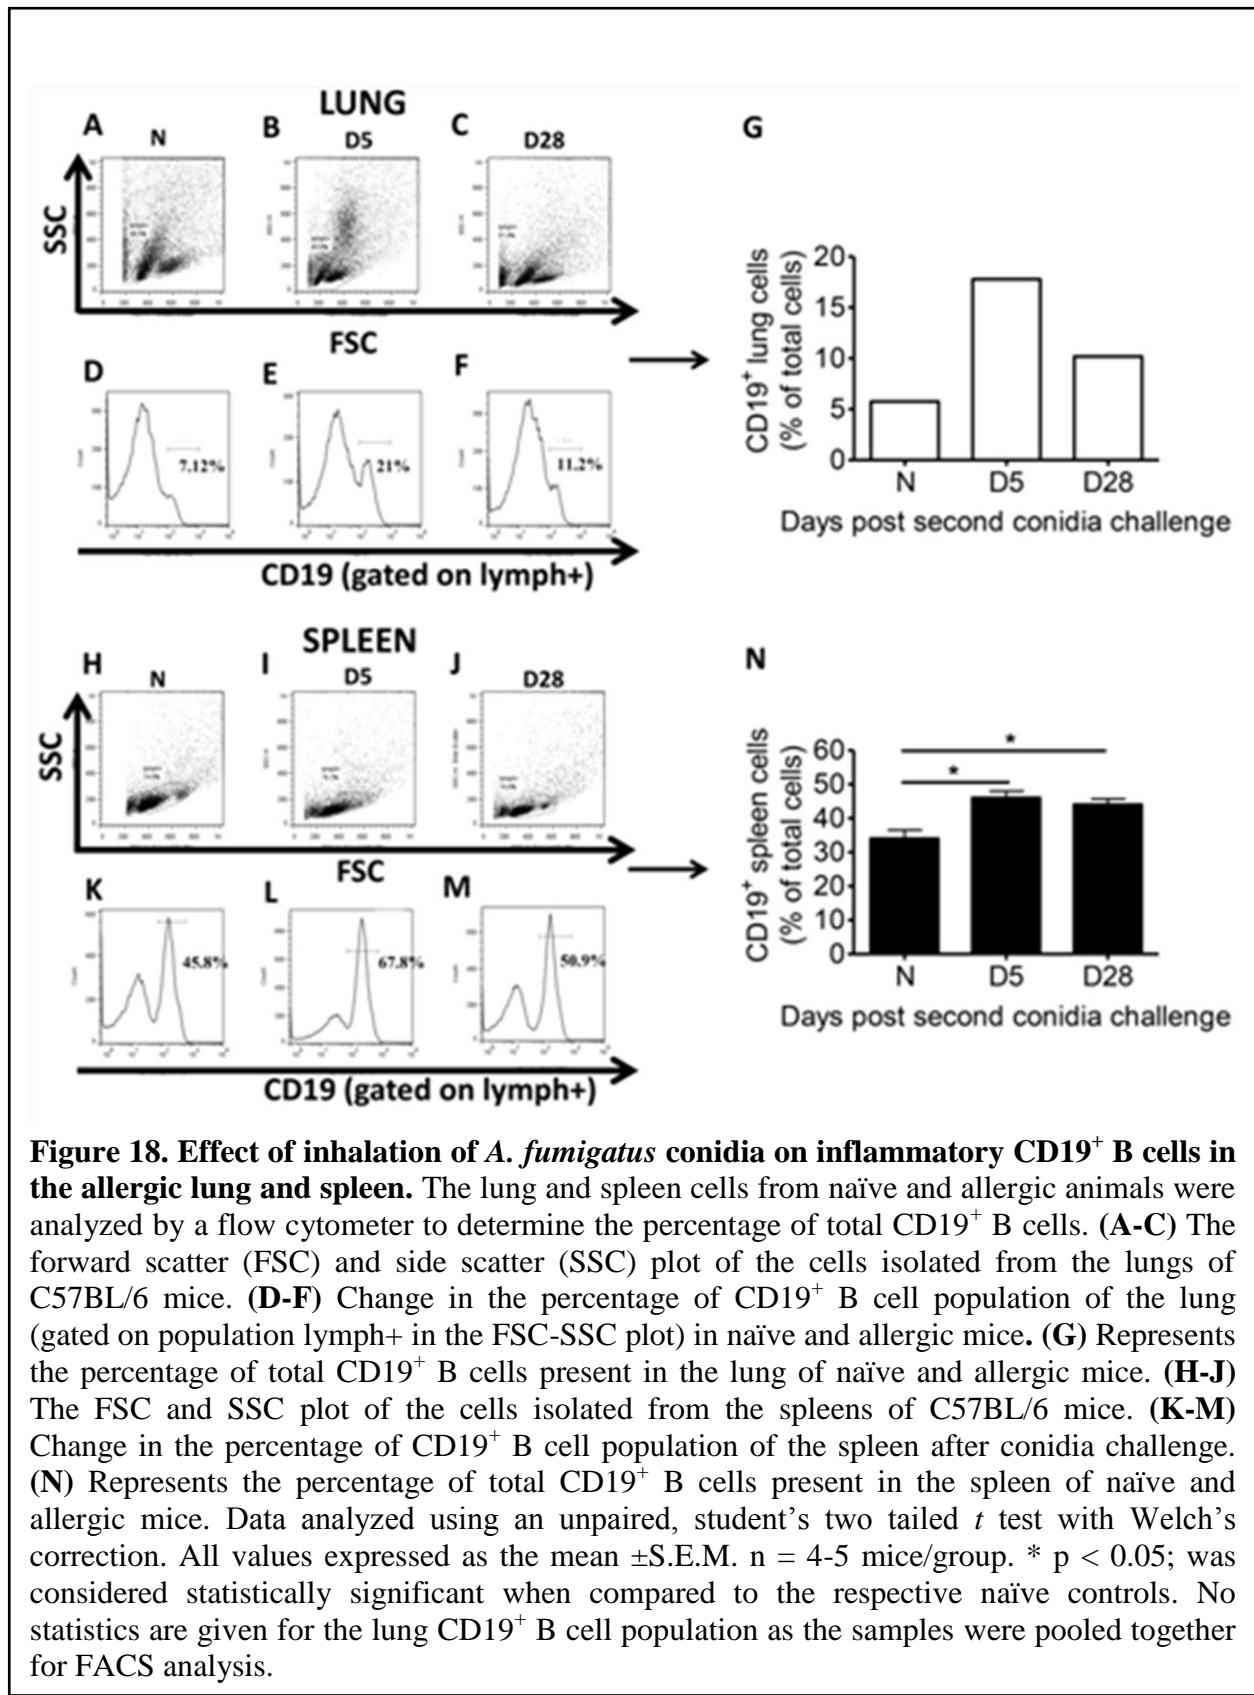 LUNG
A
N
B
D5
C
D28
SSC
FSC
D
7.12%
E
21%
F
11.2%
CD19 (gated on lymph+)
G
CD19+ lung cells
(% of total cells)
20
15
10
5
0
N
D5
D28
Days post second conidia challenge
SPLEEN
H
N
I
D5
J
D28
SSC
FSC
K
45.8%
L
67.8%
M
50.9%
CD19 (gated on lymph+)
N
CD19+ spleen cells
(% of total cells)
60
50
40
30
20
10
0
*
*
N
D5
D28
Days post second conidia challenge
Figure 18. Effect of inhalation of A. fumigatus conidia on inflammatory CD19+ B cells in
the allergic lung and spleen. The lung and spleen cells from naïve and allergic animals were
analyzed by a flow cytometer to determine the percentage of total CD19+ B cells. (A-C) The
forward scatter (FSC) and side scatter (SSC) plot of the cells isolated from the lungs of
C57BL/6 mice. (D-F) Change in the percentage of CD19+ B cell population of the lung
(gated on population lymph+ in the FSC-SSC plot) in naïve and allergic mice. (G) Represents
the percentage of total CD19+ B cells present in the lung of naïve and allergic mice. (H-J)
The FSC and SSC plot of the cells isolated from the spleens of C57BL/6 mice. (K-M)
Change in the percentage of CD19+ B cell population of the spleen after conidia challenge.
(N) Represents the percentage of total CD19+ B cells present in the spleen of naïve and
allergic mice. Data analyzed using an unpaired, student's two tailed t test with Welch's
correction. All values expressed as the mean ±S.E.M. n = 4-5 mice/group. * p < 0.05; was
considered statistically significant when compared to the respective naïve controls. No
statistics are given for the lung CD19+ B cell population as the samples were pooled together
for FACS analysis.